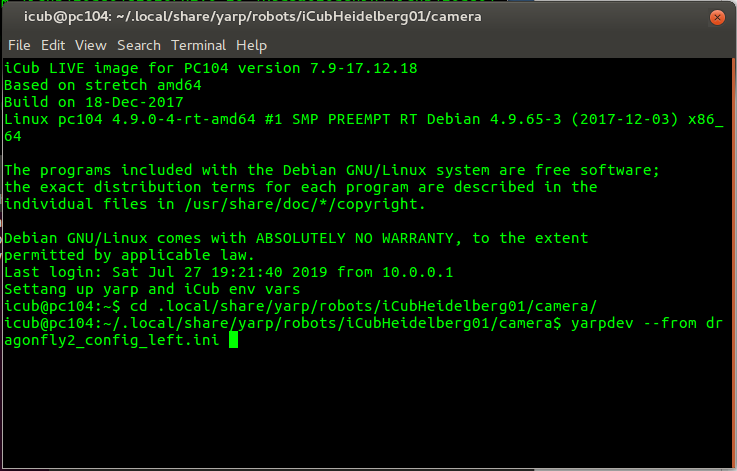 icub@pc104: ~/.local/share/yarp/robots/iCubHeidelberg01/camera
File Edit View Search Terminal Help
iCub LIVE image for PC104 version 7.9-17.12.18
Based on stretch amd64
Build on 18-Dec-2017
Linux pc104 4.9.0-4-rt-amd64 #1 SMP PREEMPT RT Debian 4.9.65-3 (2017-12-03) x86_
64
The programs included with the Debian GNU/Linux system are free software;
the exact distribution terms for each program are described in the
individual files in /usr/share/doc/*/copyright.
Debian GNU/Linux comes with ABSOLUTELY NO WARRANTY, to the extent
permitted by applicable law.
Last login: Sat Jul 27 19:21:40 2019 from 10.0.0.1
Settang up yarp and iCub env vars
icub@pc104:~$ cd .local/share/yarp/robots/iCubHeidelberg01/camera/
icub@pc104:~/.local/share/yarp/robots/iCubHeidelberg01/camera$ yarpdev --from dr
agonfly2_config_left.ini